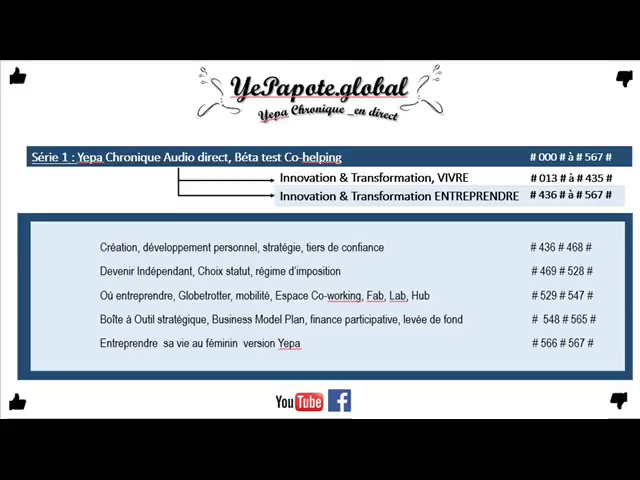 YePapote.global
Yepa Chronique _en direct
Série 1 : Yepa Chronique Audio direct, Béta test Co-helping # 000 # à # 567 #
Innovation & Transformation, VIVRE # 013 # à # 435 #
Innovation & Transformation ENTREPRENDRE # 436 # à # 567 #
Création, développement personnel, stratégie, tiers de confiance # 436 # 468 #
Devenir Indépendant, Choix statut, régime d'imposition # 469 # 528 #
Où entreprendre, Globetrotter, mobilité, Espace Co-working, Fab, Lab, Hub # 529 # 547 #
Boîte à Outil stratégique, Business Model Plan, finance participative, levée de fond # 548 # 565 #
Entreprendre sa vie au féminin version Yepa # 566 # 567 #
You Tube f